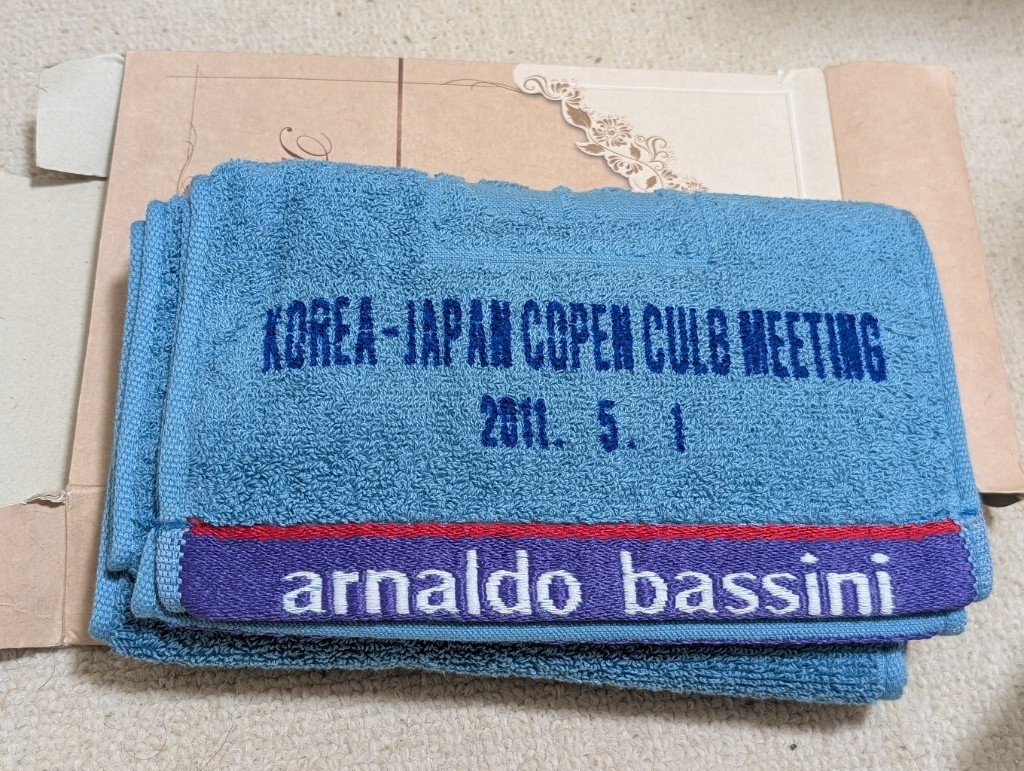 KOREA-JAPAN COPEN CULB MEETING
2011. 5. 1
arnaldo bassini